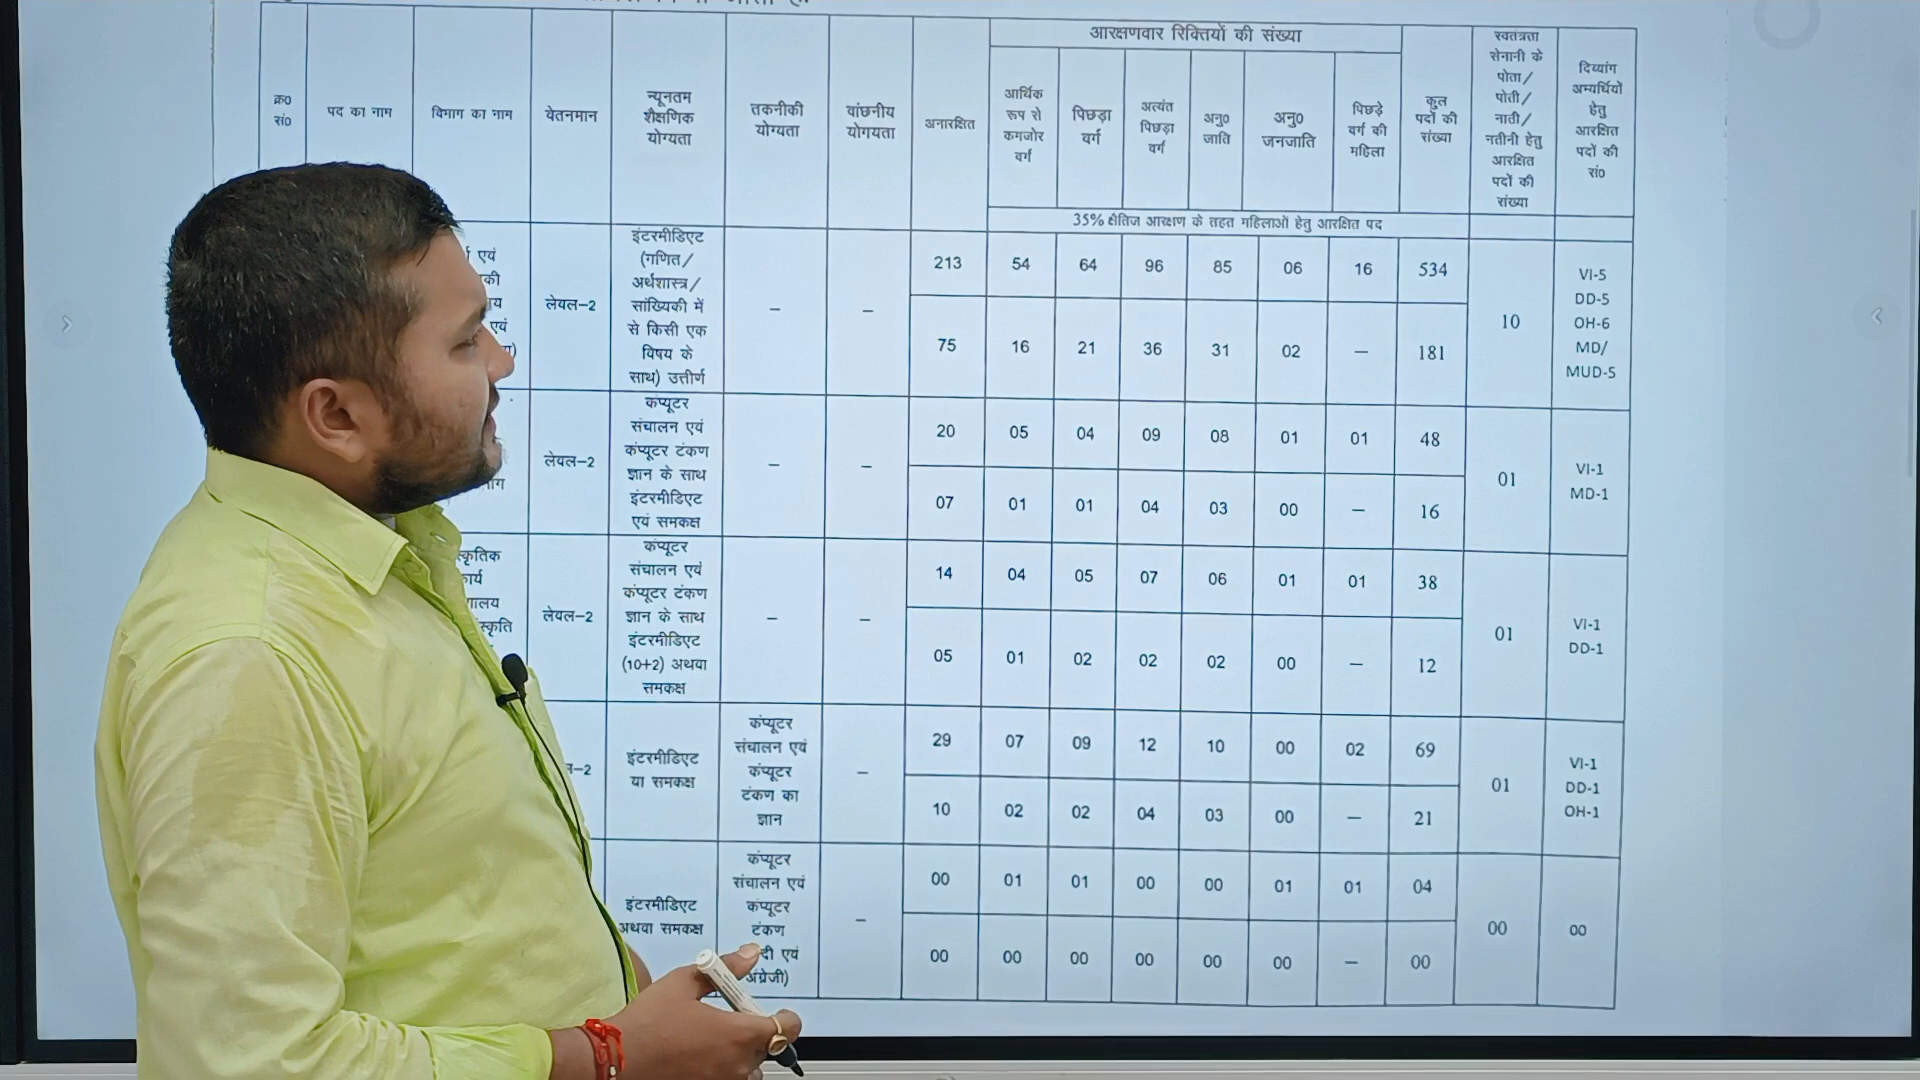 आरक्षणवार रिक्तियों की संख्या
क्र०
सं०
पद का नाम
विभाग का नाम
वेतनमान
न्यूनतम
शैक्षणिक
योग्यता
तकनीकी
योग्यता
वांछनीय
योगयता
अनारक्षित
आर्थिक
रूप से
कमजोर
वर्ग
पिछड़ा
वर्ग
अत्यंत
पिछड़ा
वर्ग
अनु०
जाति
अनु०
जनजाति
पिछड़े
वर्ग की
महिला
कुल
पदों की
संख्या
स्वतंत्रता
सेनानी के
पोता/
पोती/
नाती/
नतीनी हेतु
आरक्षित
पदों की
संख्या
दिव्यांग
अभ्यर्थियों
हेतु
आरक्षित
पदों की
सं०
35% क्षैतिज आरक्षण के तहत महिलाओं हेतु आरक्षित पद
एवं
की
य
एवं
लेवल–2
इंटरमीडिएट
(गणित/
अर्थशास्त्र/
सांख्यिकी में
से किसी एक
विषय के
साथ) उत्तीर्ण
–
–
213 54 64 96 85 06 16 534
75 16 21 36 31 02 – 181
10
VI-5
DD-5
OH-6
MD/
MUD-5
लेवल–2
कंप्यूटर
संचालन एवं
कंप्यूटर टंकण
ज्ञान के साथ
इंटरमीडिएट
एवं समकक्ष
–
–
20 05 04 09 08 01 01 48
07 01 01 04 03 00 – 16
01
VI-1
MD-1
स्कृतिक
कार्य
स्कृति
लेवल–2
कंप्यूटर
संचालन एवं
कंप्यूटर टंकण
ज्ञान के साथ
इंटरमीडिएट
(10+2) अथवा
समकक्ष
–
–
14 04 05 07 06 01 01 38
05 01 02 02 02 00 – 12
01
VI-1
DD-1
–2
इंटरमीडिएट
या समकक्ष
कंप्यूटर
संचालन एवं
कंप्यूटर
टंकण का
ज्ञान
–
29 07 09 12 10 00 02 69
10 02 02 04 03 00 – 21
01
VI-1
DD-1
OH-1
इंटरमीडिएट
अथवा समकक्ष
कंप्यूटर
संचालन एवं
कंप्यूटर
टंकण
दी एवं
अंग्रेजी)
–
00 01 01 00 00 01 01 04
00 00 00 00 00 00 – 00
00
00